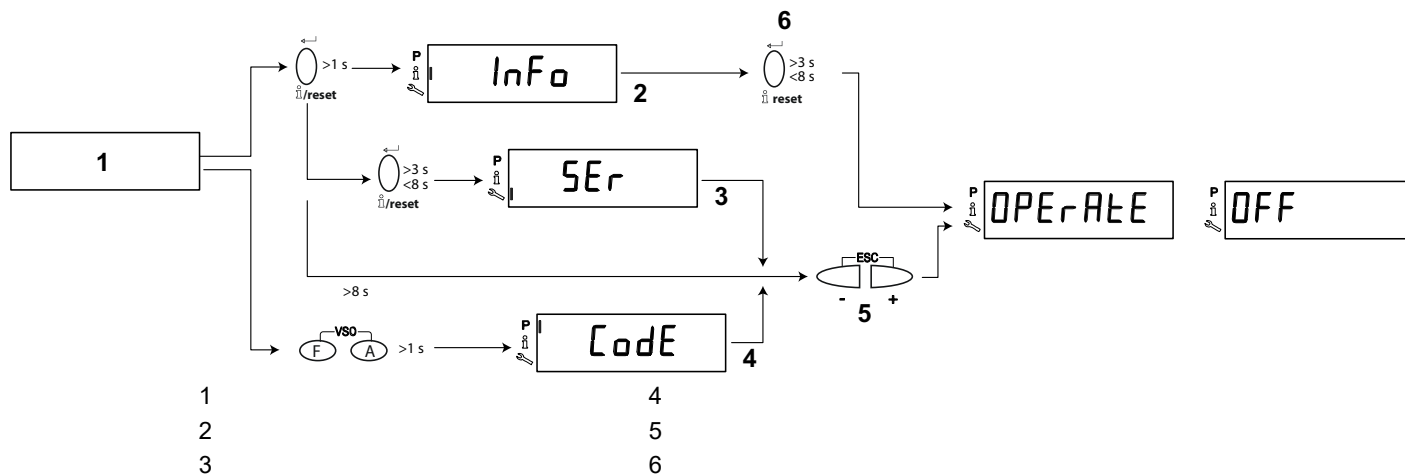 6
>1 s
i/reset
P
i
InFo
2
>3 s
<8 s
i reset
1
>3 s
<8 s
i/reset
P
i
SEr
3
P
i
OPErAtE
P
i
OFF
>8 s
ESC
- +
5
VSO
F A
>1 s
P
i
CodE
4
1 4
2 5
3 6